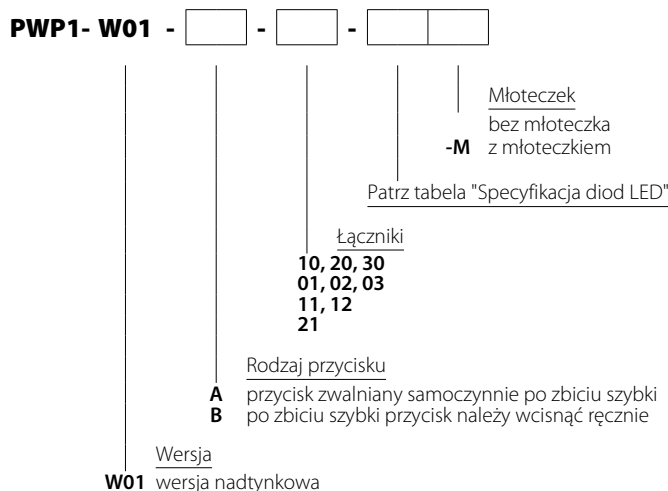 PWP1- W01 - - -
Młoteczek
bez młoteczka
-M z młoteczkiem
Patrz tabela "Specyfikacja diod LED"
Łączniki
10, 20, 30
01, 02, 03
11, 12
21
Rodzaj przycisku
A przycisk zwalniany samoczynnie po zbiciu szybki
B po zbiciu szybki przycisk należy wcisnąć ręcznie
Wersja
W01 wersja nadtynkowa